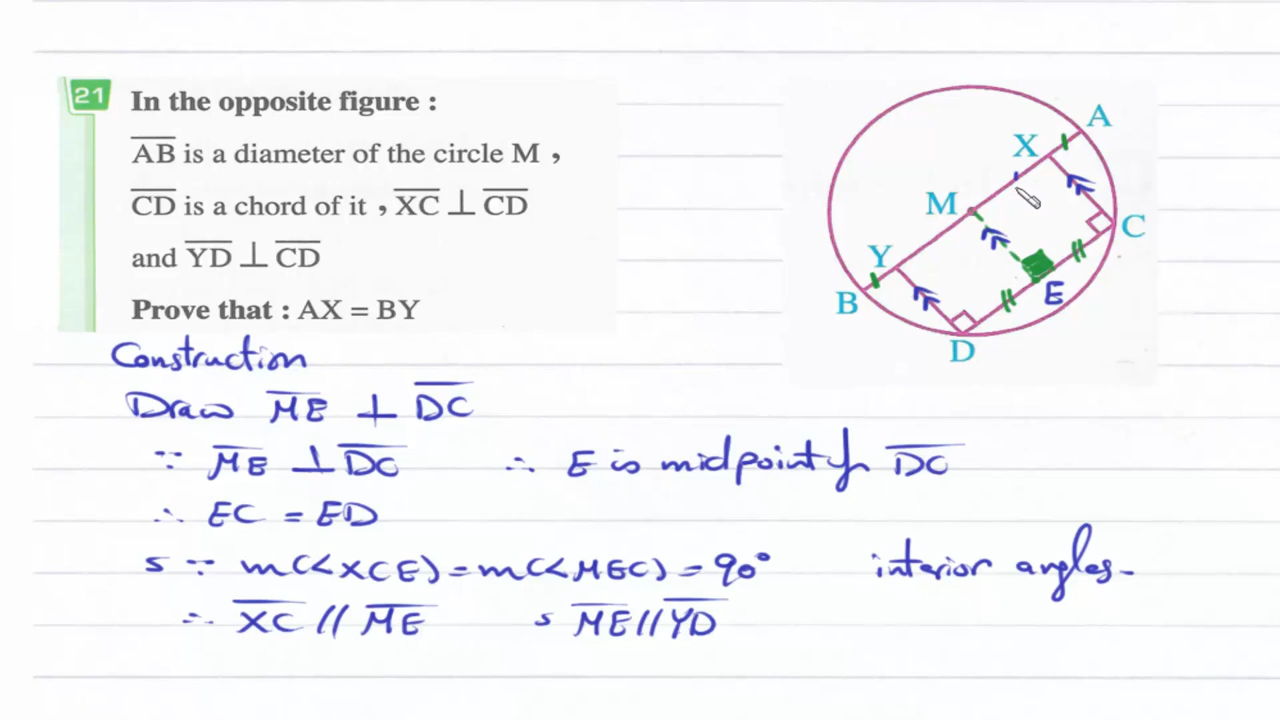 21
In the opposite figure :
AB is a diameter of the circle M ,
CD is a chord of it , XC ⊥ CD
and YD ⊥ CD
Prove that : AX = BY
A
X
M
C
Y
E
B
D
Construction
Draw ME ⊥ DC
∵ ME ⊥ DC ∴ E is midpoint of DC
∴ EC = ED
, ∵ m(<XCE) = m(<MEC) = 90° interior angles.
∴ XC // ME , ME // YD